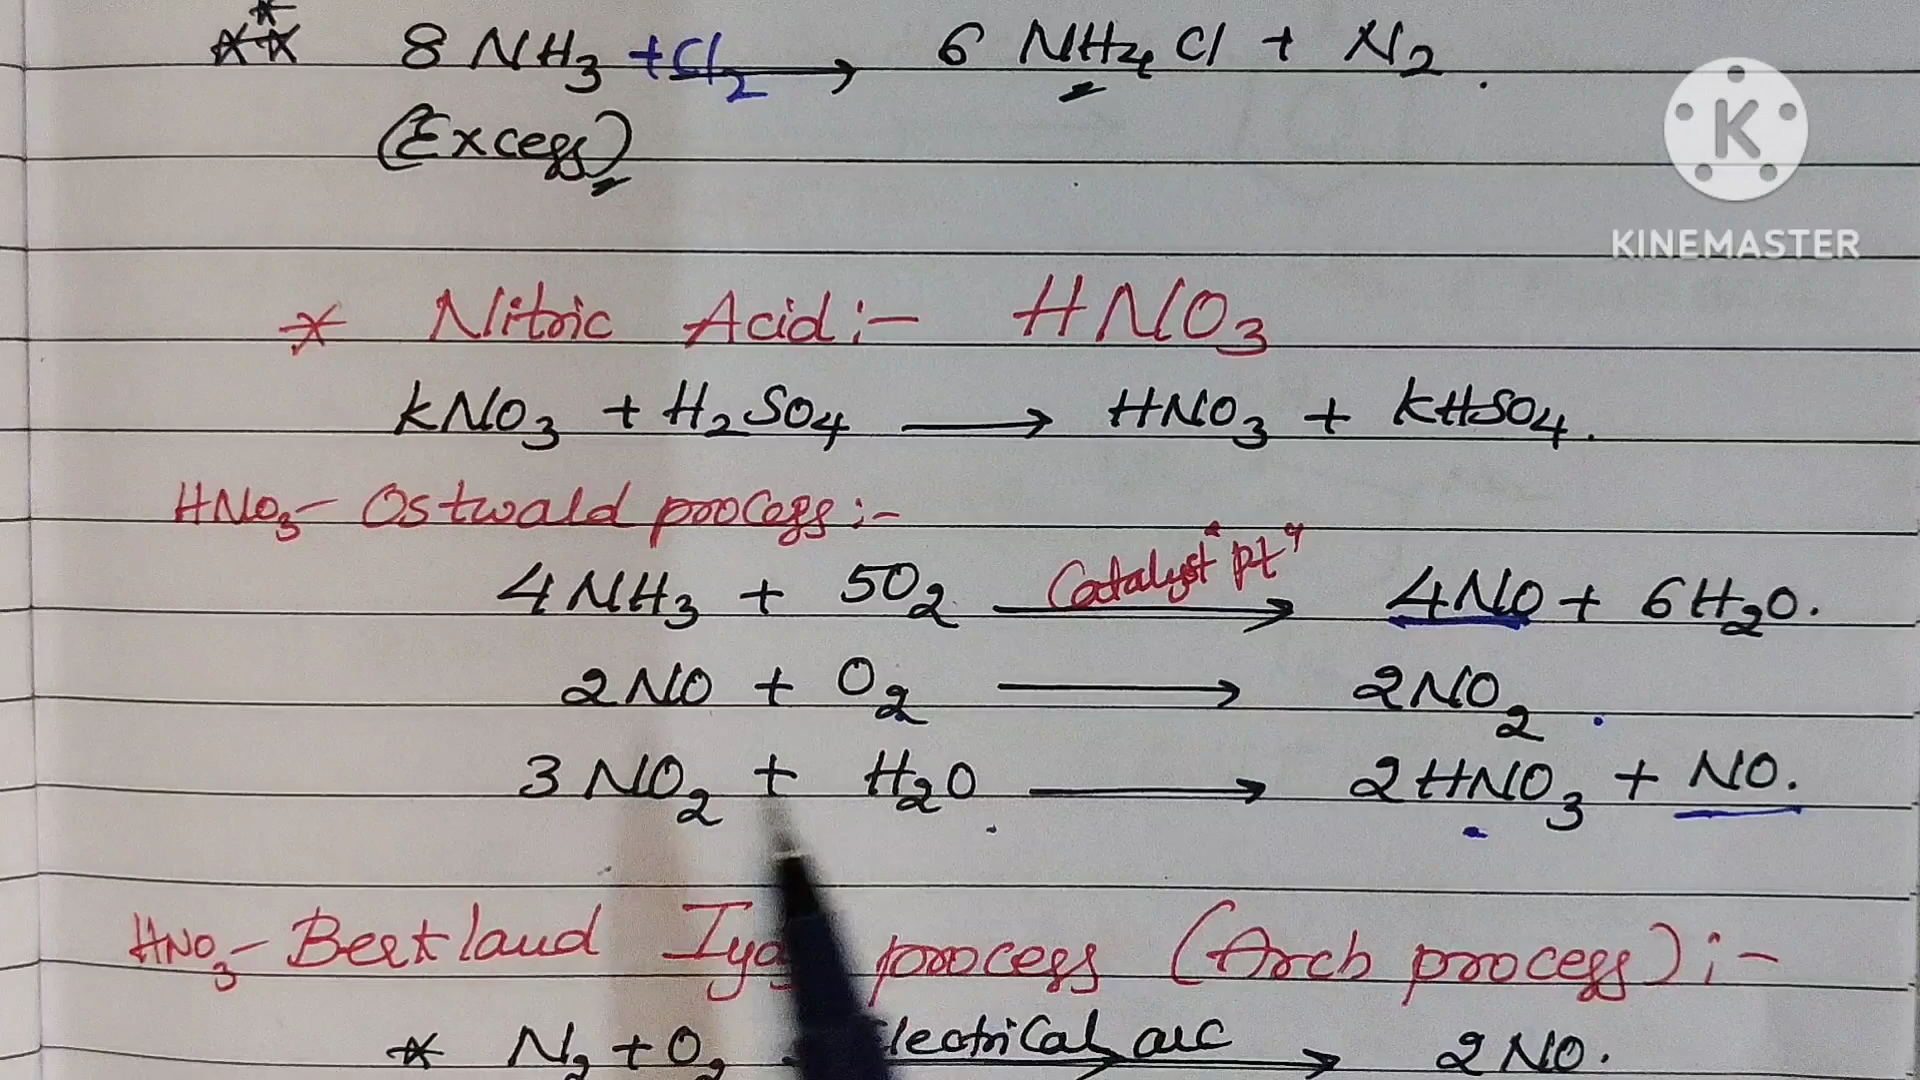 8 NH3 + Cl2 → 6 NH4Cl + N2
(Excess)
K
KINEMASTER
* Nitric Acid :- HNO3
KNO3 + H2SO4 → HNO3 + KHSO4.
HNO3 - Ostwald process :-
Catalyst "Pt"
4NH3 + 5O2 → 4NO + 6H2O.
2NO + O2 → 2NO2
3NO2 + H2O → 2HNO3 + NO.
HNO3 - process (Arch process) :-
* N2 + O2 → 2NO.
arc